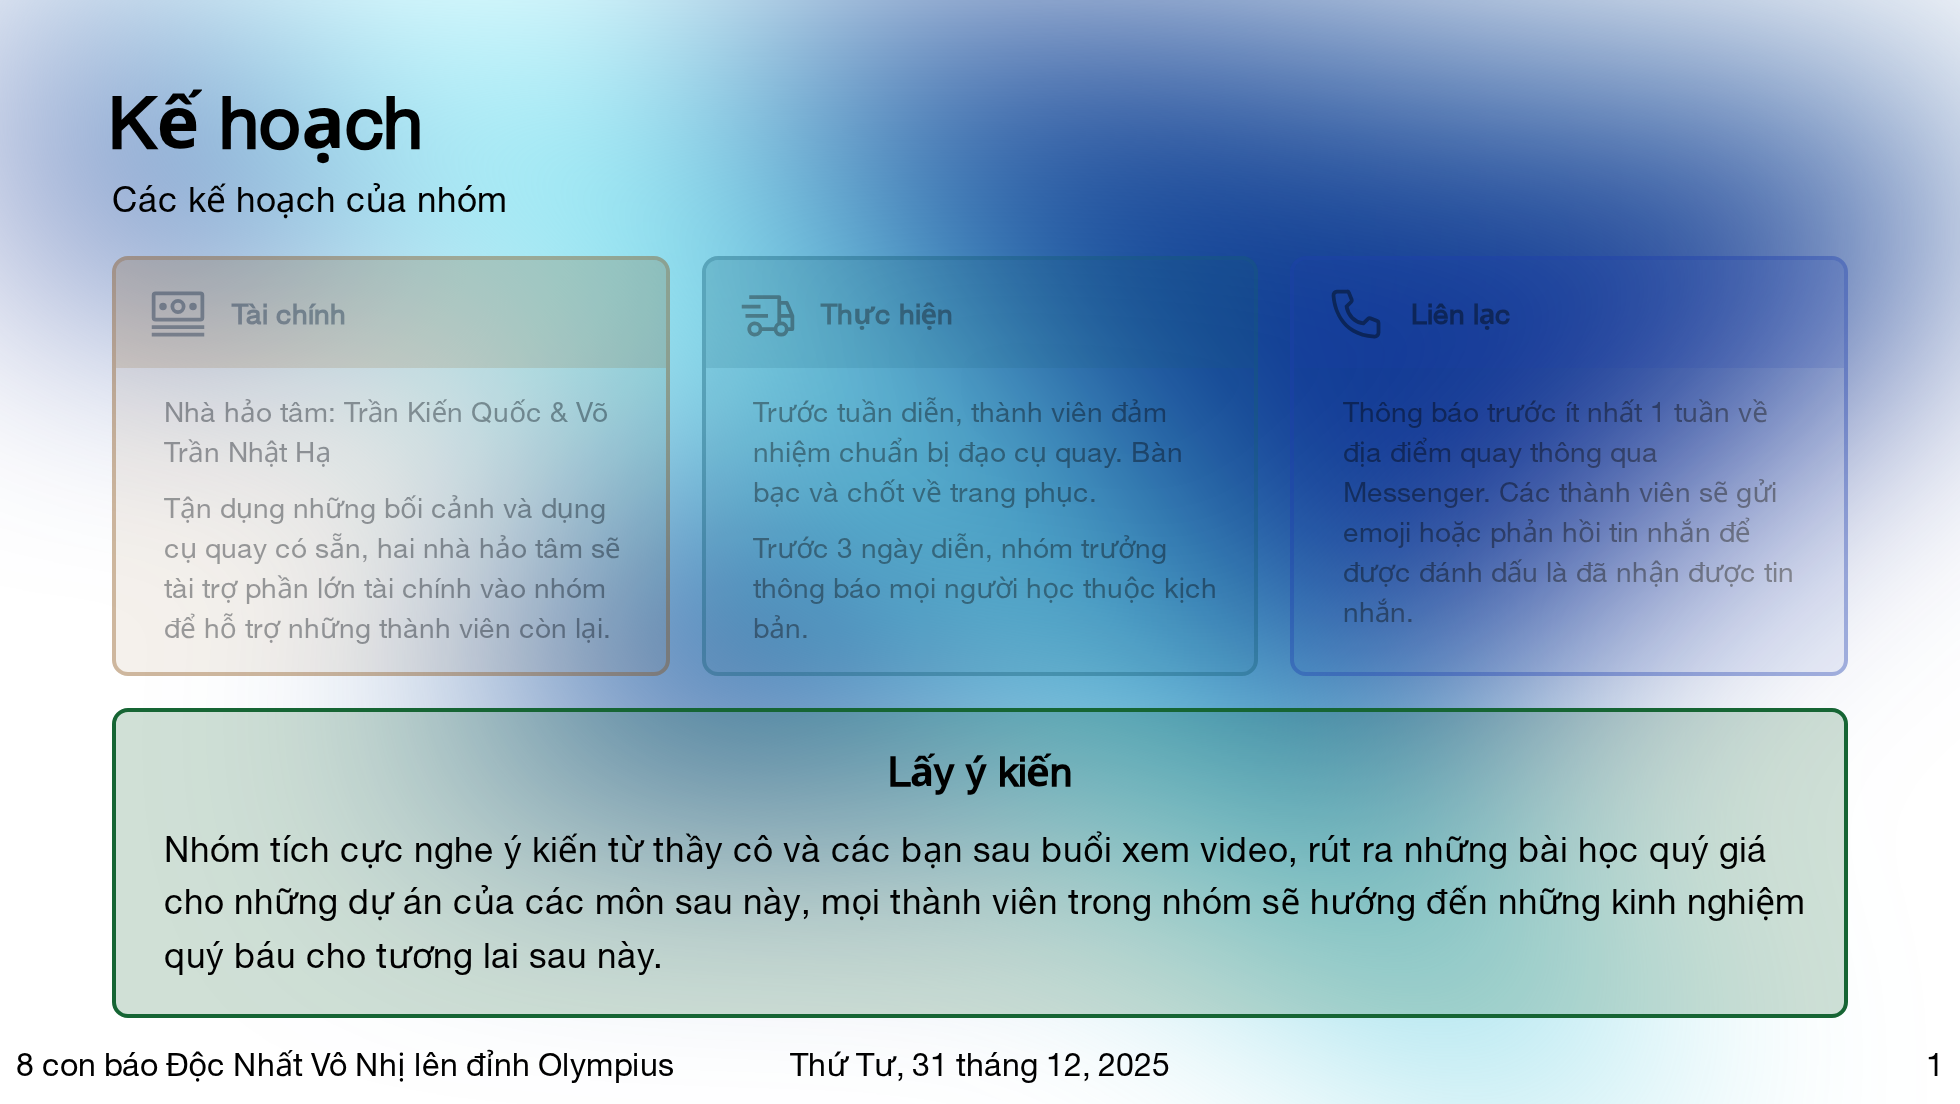 Kế hoạch
Các kế hoạch của nhóm
Tài chính
Nhà hảo tâm: Trần Kiến Quốc & Võ
Trần Nhật Hạ
Tận dụng những bối cảnh và dụng
cụ quay có sẵn, hai nhà hảo tâm sẽ
tài trợ phần lớn tài chính vào nhóm
để hỗ trợ những thành viên còn lại.
Thực hiện
Trước tuần diễn, thành viên đảm
nhiệm chuẩn bị đạo cụ quay. Bàn
bạc và chốt về trang phục.
Trước 3 ngày diễn, nhóm trưởng
thông báo mọi người học thuộc kịch
bản.
Liên lạc
Thông báo trước ít nhất 1 tuần về
địa điểm quay thông qua
Messenger. Các thành viên sẽ gửi
emoji hoặc phản hồi tin nhắn để
được đánh dấu là đã nhận được tin
nhắn.
Lấy ý kiến
Nhóm tích cực nghe ý kiến từ thầy cô và các bạn sau buổi xem video, rút ra những bài học quý giá
cho những dự án của các môn sau này, mọi thành viên trong nhóm sẽ hướng đến những kinh nghiệm
quý báu cho tương lai sau này.
8 con báo Độc Nhất Vô Nhị lên đỉnh Olympius
Thứ Tư, 31 tháng 12, 2025
1